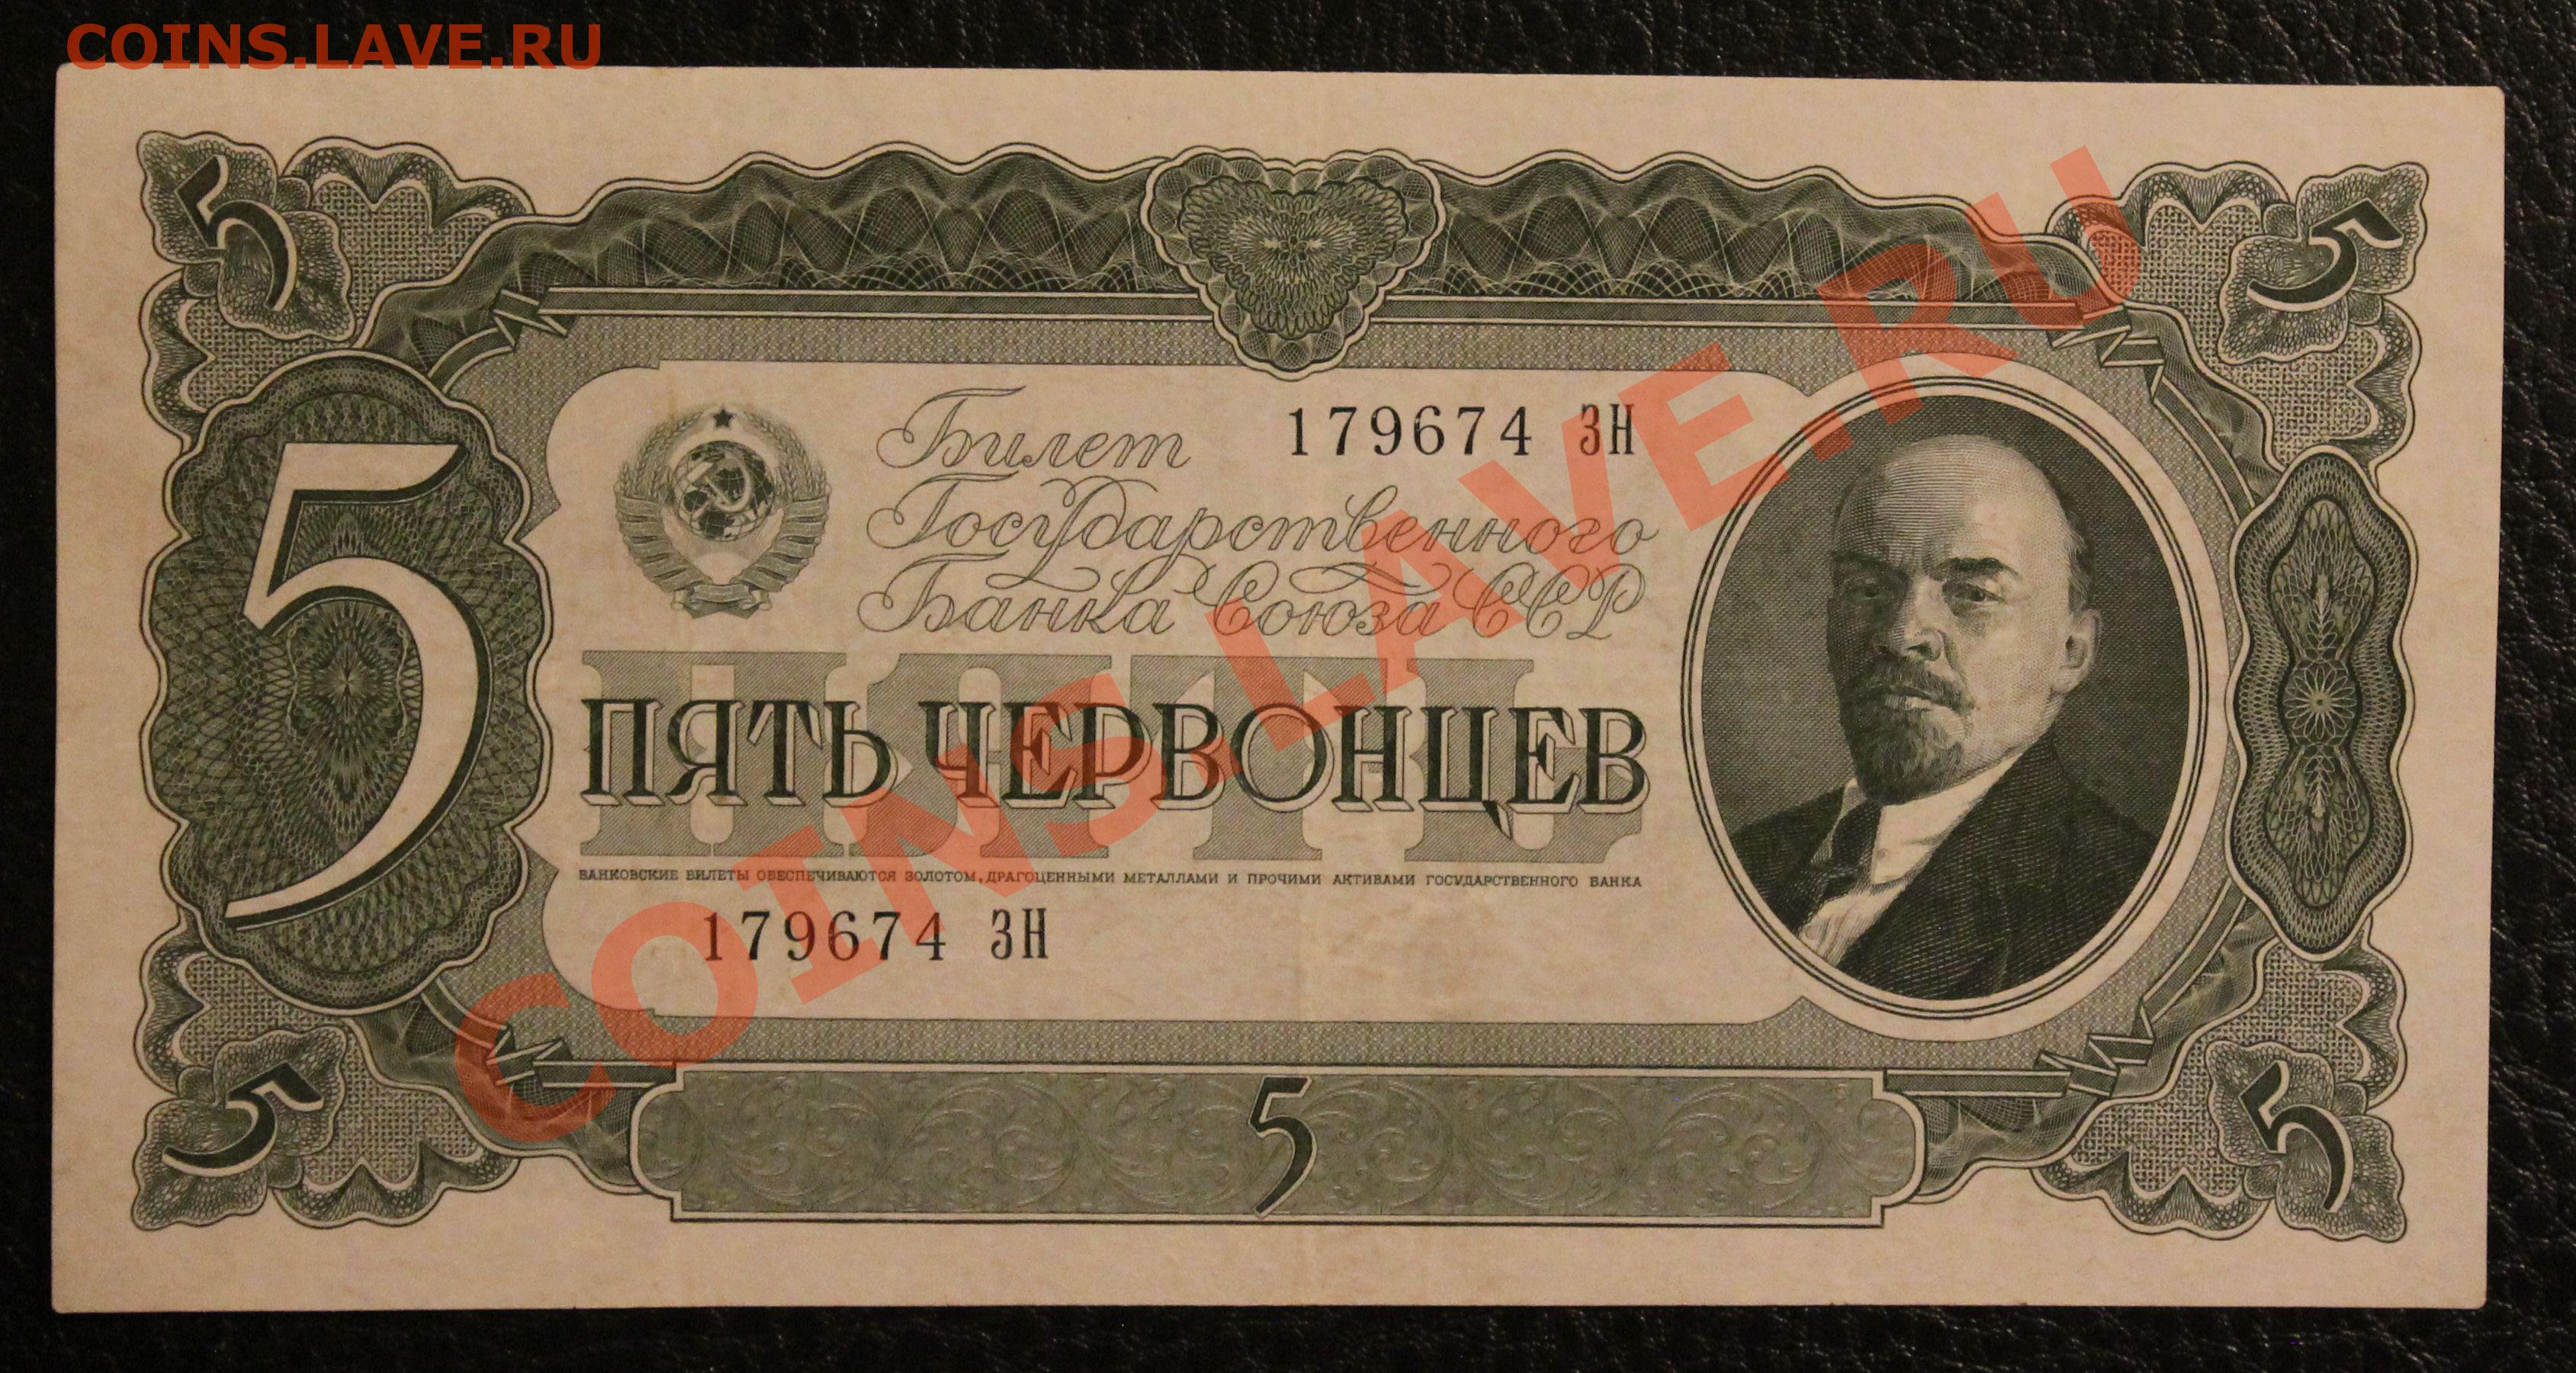 COINS.LAVE.RU
5
5
Билет
179674 ЗН
Государственного
Банка Союза ССР
5
ПЯТЬ
ПЯТЬ ЧЕРВОНЦЕВ
БАНКОВСКИЕ БИЛЕТЫ ОБЕСПЕЧИВАЮТСЯ ЗОЛОТОМ, ДРАГОЦЕННЫМИ МЕТАЛЛАМИ И ПРОЧИМИ АКТИВАМИ ГОСУДАРСТВЕННОГО БАНКА
179674 ЗН
5
5
5
COINS.LAVE.RU